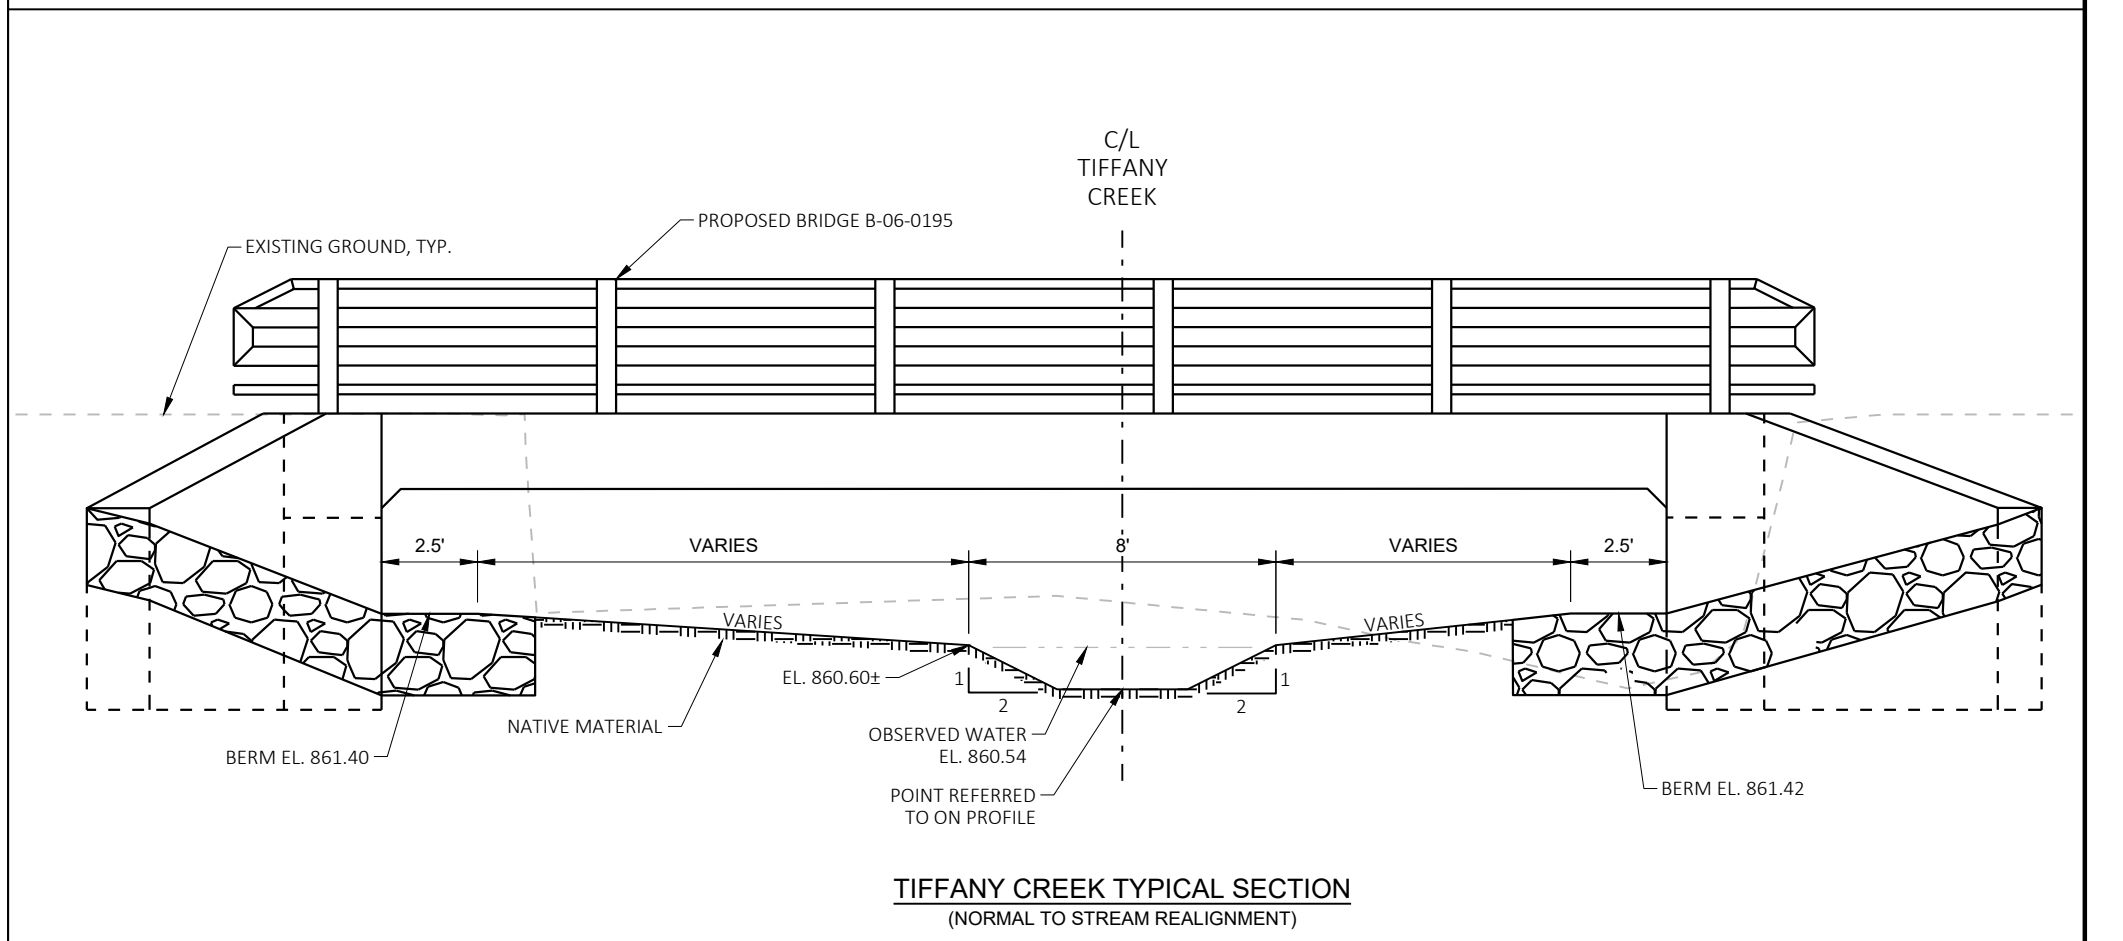 C/L
TIFFANY
CREEK
PROPOSED BRIDGE B-06-0195
EXISTING GROUND, TYP.
2.5'
VARIES
8'
VARIES
2.5'
VARIES
VARIES
EL. 860.60±
1
2
1
2
NATIVE MATERIAL
OBSERVED WATER
EL. 860.54
BERM EL. 861.40
POINT REFERRED
TO ON PROFILE
BERM EL. 861.42
TIFFANY CREEK TYPICAL SECTION
(NORMAL TO STREAM REALIGNMENT)